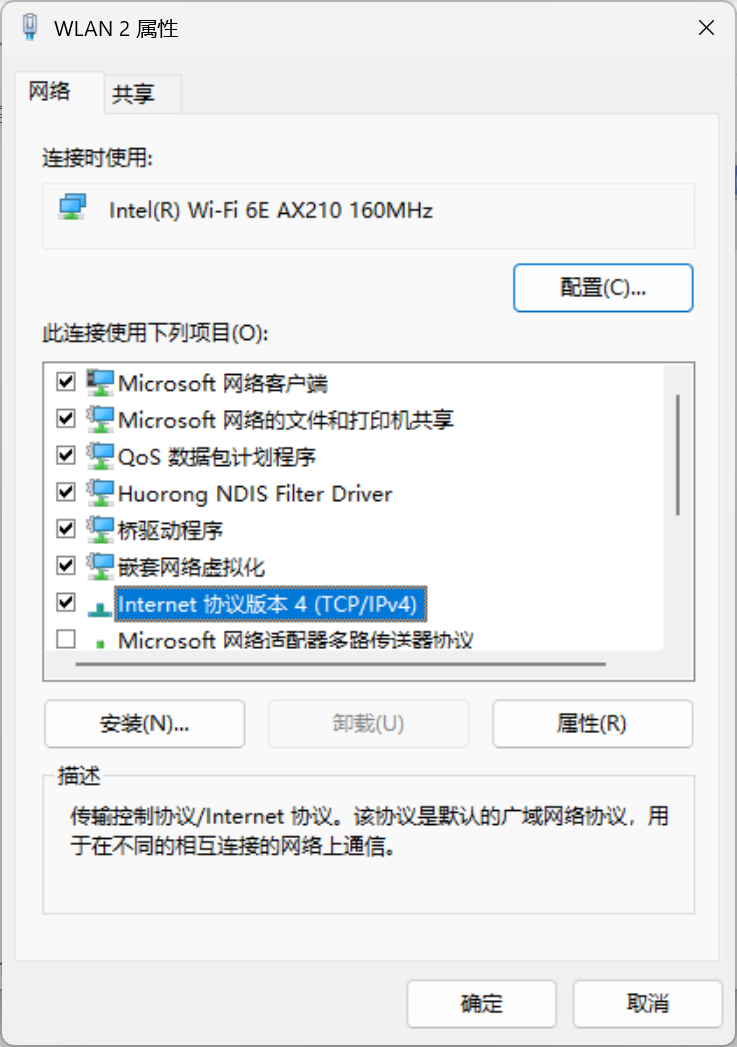 WLAN 2 属性
网络
共享
连接时使用:
Intel(R) Wi-Fi 6E AX210 160MHz
配置(C)...
此连接使用下列项目(O):
Microsoft 网络客户端
Microsoft 网络的文件和打印机共享
QoS 数据包计划程序
Huorong NDIS Filter Driver
桥驱动程序
嵌套网络虚拟化
Internet 协议版本 4 (TCP/IPv4)
Microsoft 网络适配器多路传送器协议
安装(N)...
卸载(U)
属性(R)
描述
传输控制协议/Internet 协议。该协议是默认的广域网络协议，用
于在不同的相互连接的网络上通信。
确定
取消